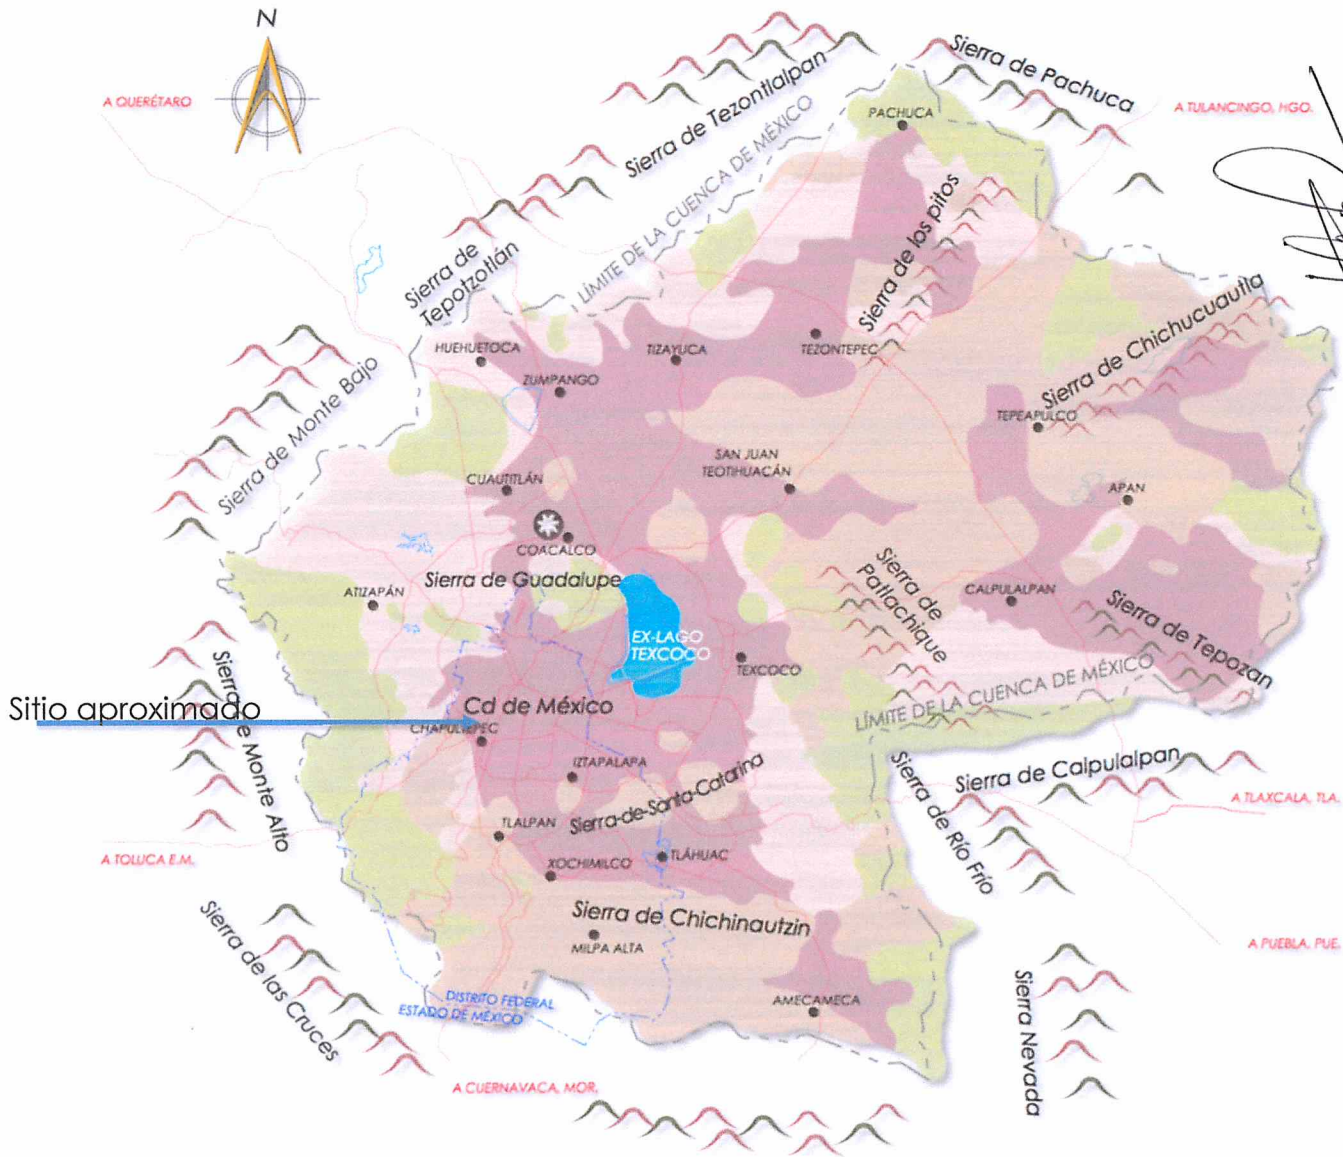 N
Sierra de Pachuca
A QUERÉTARO
A TULANCINGO, HGO.
PACHUCA
Sierra de Tezontlalpan
LÍMITE DE LA CUENCA DE MÉXICO
Sierra de los pitos
Sierra de
Tepotzotlán
Sierra de Chichucuautla
HUEHUETOCA
TIZAYUCA
TEZONTEPEC
ZUMPANGO
Sierra de Monte Bajo
TEPEAPULCO
SAN JUAN
TEOTIHUACÁN
CUAUTITLÁN
APAN
COACALCO
Sierra de Guadalupe
ATIZAPÁN
Sierra de
Patlachique
CALPULALPAN
Sierra de Tepozan
EX-LAGO
TEXCOCO
TEXCOCO
LÍMITE DE LA CUENCA DE MÉXICO
Sitio aproximado
Cd de México
CHAPULTEPEC
Sierra de Monte Alto
IZTAPALAPA
Sierra-de-Santa-Catarina
Sierra de Calpulalpan
Sierra de Río Frío
A TLAXCALA, TLA.
TLALPAN
A TOLUCA E.M.
XOCHIMILCO
TLÁHUAC
Sierra de Chichinautzin
MILPA ALTA
A PUEBLA, PUE.
Sierra de las Cruces
DISTRITO FEDERAL
ESTADO DE MÉXICO
AMECAMECA
Sierra Nevada
A CUERNAVACA, MOR.